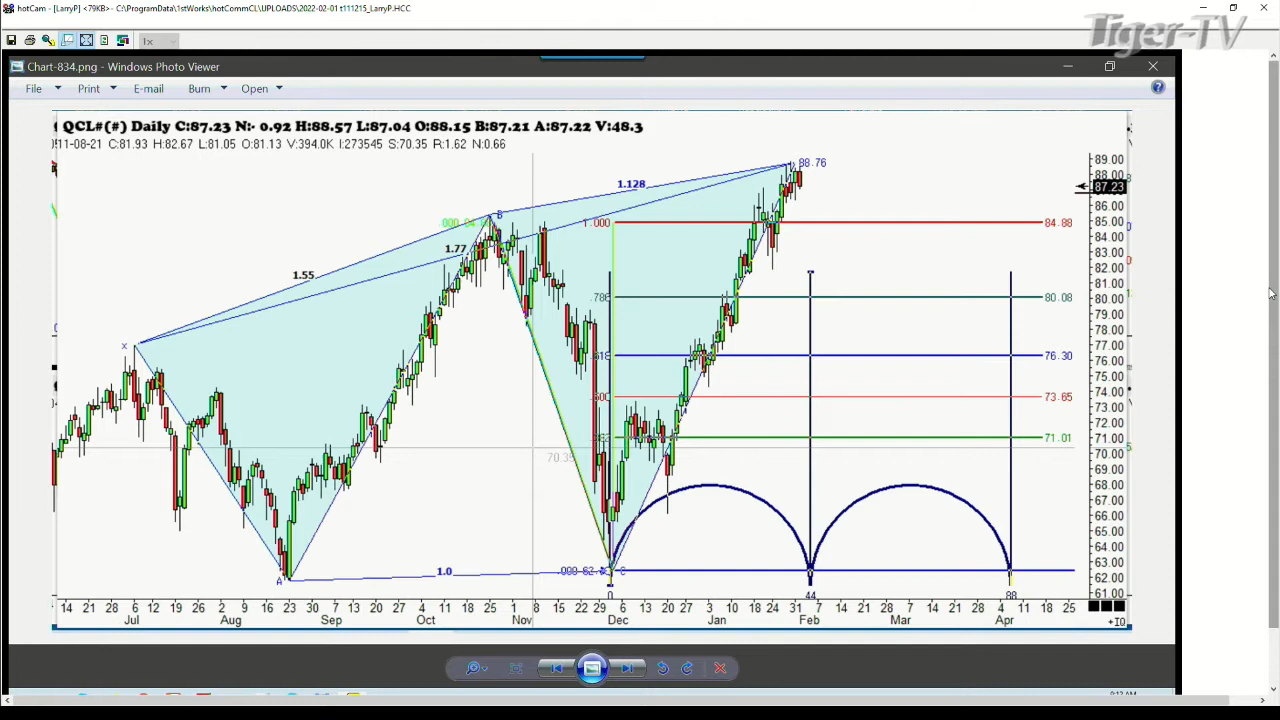 hotCam - [LarryP] <79KB> - C:\ProgramData\1stWorks\hotCommCL\UPLOADS\2022-02-01 t111215_LarryP.HCC
Tiger-TV
1x
Chart-834.png - Windows Photo Viewer
File Print E-mail Burn Open
QCL#(#) Daily C:87.23 N:- 0.92 H:88.57 L:87.04 O:88.15 B:87.21 A:87.22 V:48.3
11-08-21 C:81.93 H:82.67 L:81.05 O:81.13 V:394.0K I:273545 S:70.35 R:1.62 N:0.66
88.76
89.00
88.00
87.23
86.00
85.00
84.00
83.00
82.00
81.00
80.00
79.00
78.00
77.00
76.00
75.00
74.00
73.00
72.00
71.00
70.00
69.00
68.00
67.00
66.00
65.00
64.00
63.00
62.00
61.00
1.128
B
1.000
84.88
1.77
1.55
.786
80.08
X
.618
76.30
73.65
71.01
70.35
A
1.0
C
0 44 88
14 21 28 6 12 19 26 2 9 16 23 30 7 13 20 27 4 11 18 25 1 8 15 22 29 6 13 20 27 3 10 18 24 31 7 14 22 28 7 14 21 28 4 11 18 25
Jul Aug Sep Oct Nov Dec Jan Feb Mar Apr
+IQ